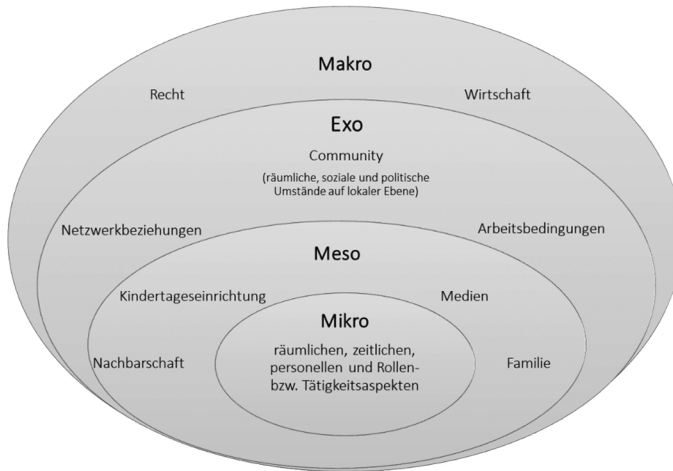 Makro
Recht
Wirtschaft
Exo
Community
(räumliche, soziale und politische
Umstände auf lokaler Ebene)
Netzwerkbeziehungen
Arbeitsbedingungen
Meso
Kindertageseinrichtung
Medien
Mikro
räumlichen, zeitlichen,
personellen und Rollen-
bzw. Tätigkeitsaspekten
Nachbarschaft
Familie